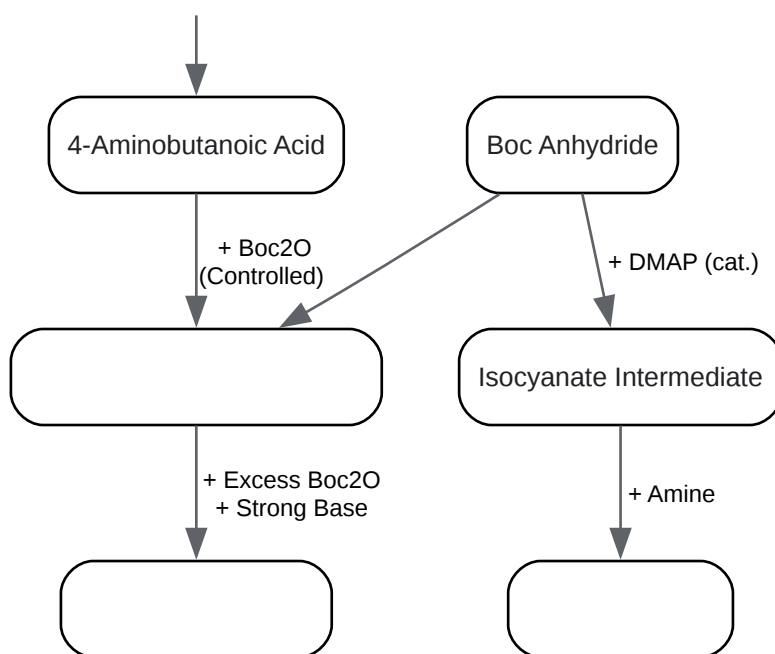 4-Aminobutanoic Acid
Boc Anhydride
+ Boc2O
(Controlled)
+ DMAP (cat.)
Isocyanate Intermediate
+ Excess Boc2O
+ Strong Base
+ Amine